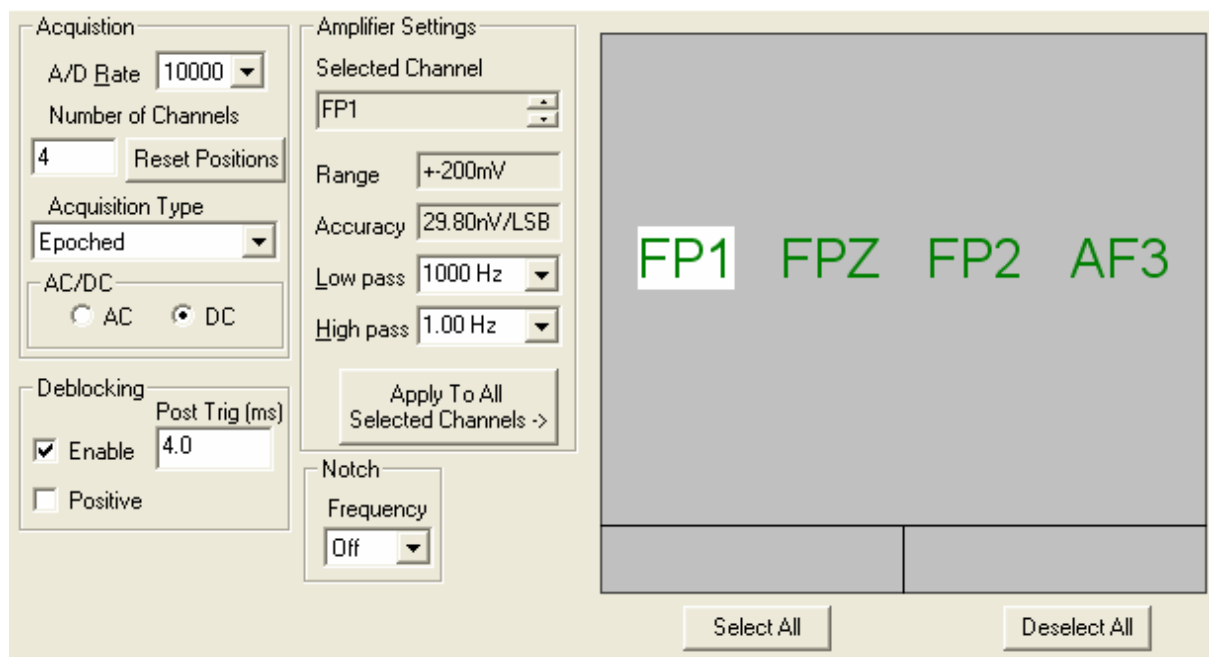 Acquistion
A/D Rate 10000
Number of Channels
4 Reset Positions
Acquisition Type
Epoched
AC/DC
AC DC
Deblocking
Post Trig (ms)
Enable 4.0
Positive
Amplifier Settings
Selected Channel
FP1
Range +-200mV
Accuracy 29.80nV/LSB
Low pass 1000 Hz
High pass 1.00 Hz
Apply To All
Selected Channels ->
Notch
Frequency
Off
FP1 FPZ FP2 AF3
Select All Deselect All